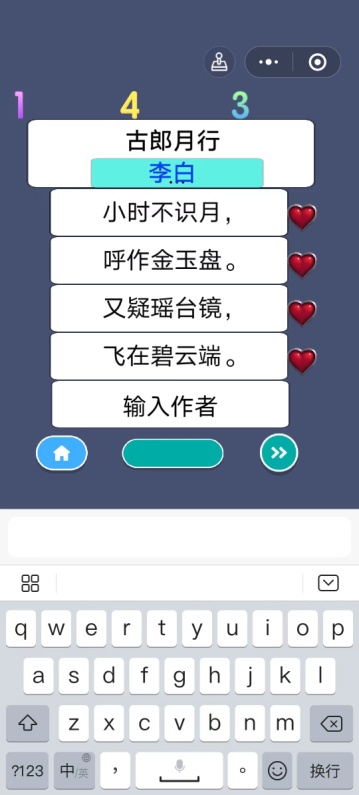 1 4 3
古郎月行
李白
小时不识月，
呼作金玉盘。
又疑瑶台镜，
飞在碧云端。
输入作者
q w e r t y u i o p
a s d f g h j k l
z x c v b n m
?123 中/英 ， 。 换行